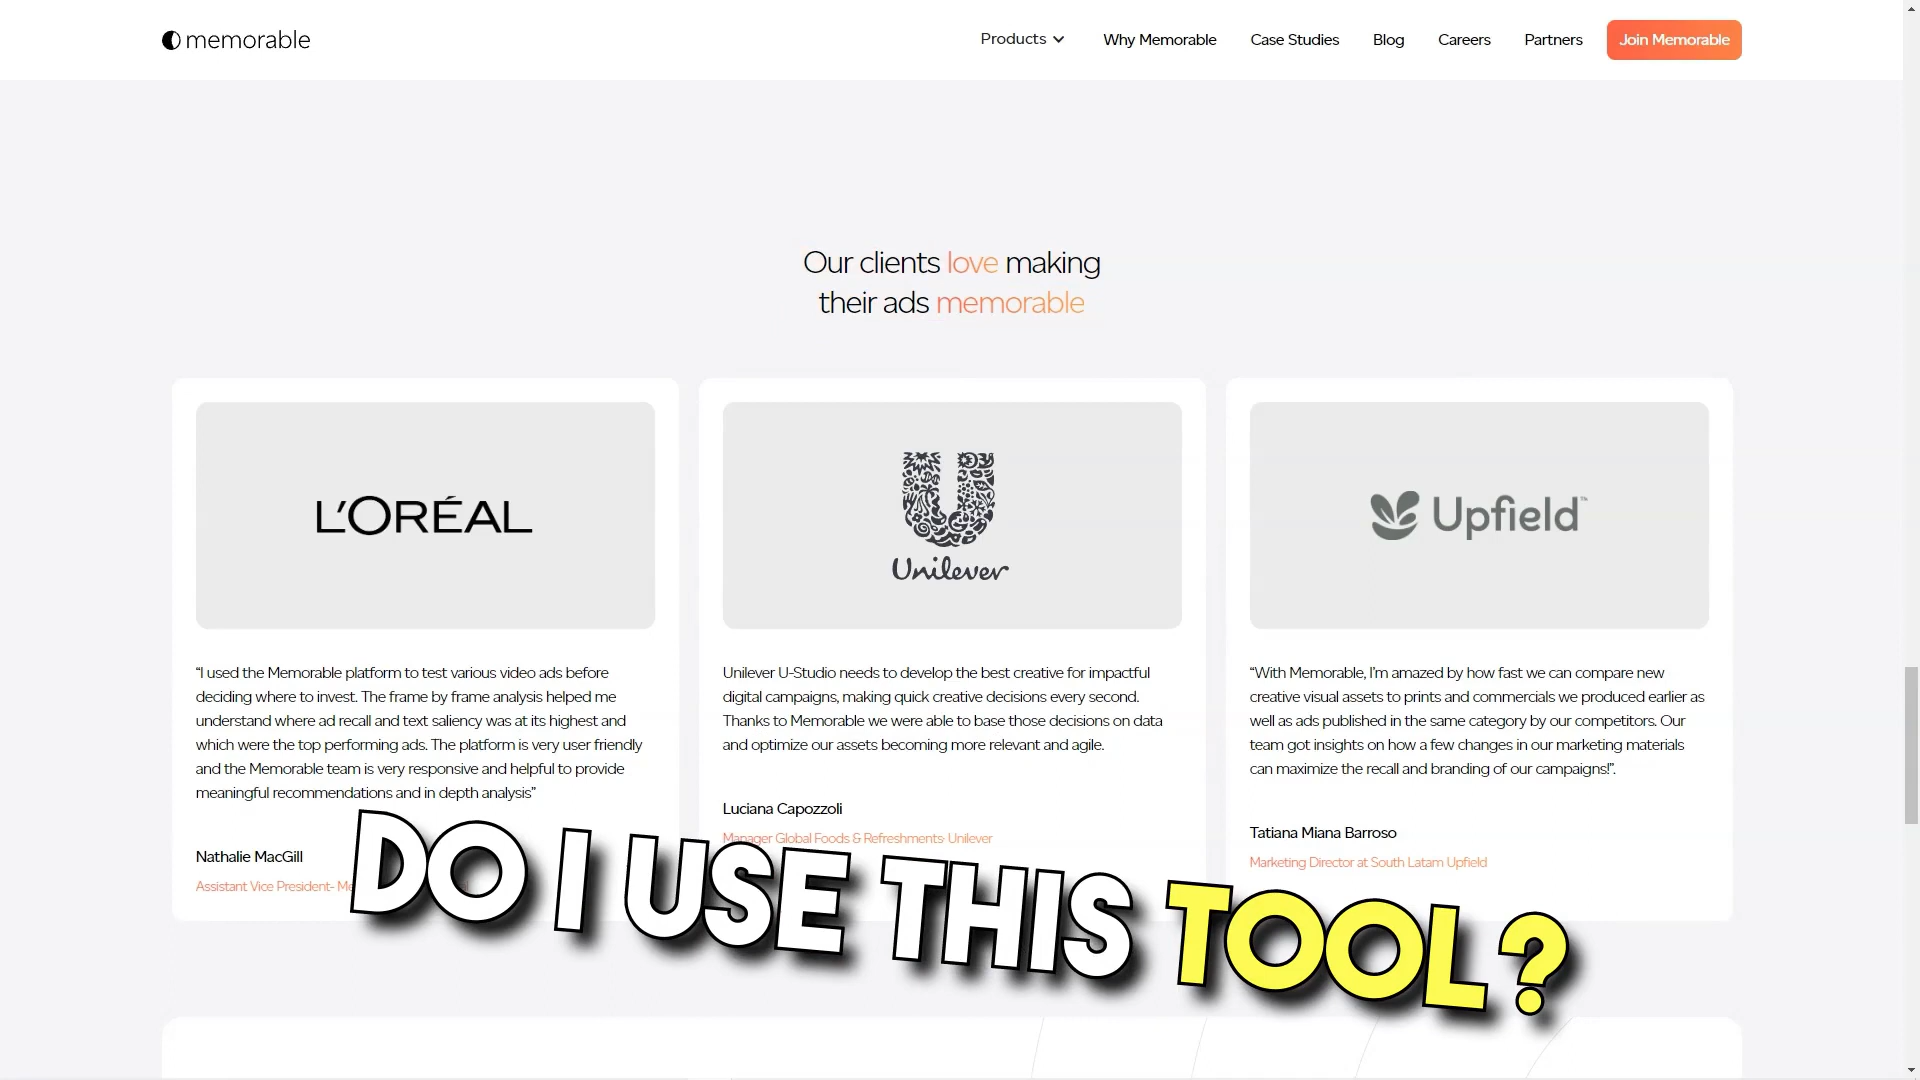 memorable
Products
Why Memorable
Case Studies
Blog
Careers
Partners
Join Memorable
Our clients love making
their ads memorable
L'ORÉAL
“I used the Memorable platform to test various video ads before
deciding where to invest. The frame by frame analysis helped me
understand where ad recall and text saliency was at its highest and
which were the top performing ads. The platform is very user friendly
and the Memorable team is very responsive and helpful to provide
meaningful recommendations and in depth analysis”
Nathalie MacGill
Assistant Vice President-
U
Unilever
Unilever U-Studio needs to develop the best creative for impactful
digital campaigns, making quick creative decisions every second.
Thanks to Memorable we were able to base those decisions on data
and optimize our assets becoming more relevant and agile.
Luciana Capozzoli
Manager Global Foods & Refreshments· Unilever
Upfield™
“With Memorable, I'm amazed by how fast we can compare new
creative visual assets to prints and commercials we produced earlier as
well as ads published in the same category by our competitors. Our
team got insights on how a few changes in our marketing materials
can maximize the recall and branding of our campaigns!”.
Tatiana Miana Barroso
Marketing Director at South Latam Upfield
DO I USE THIS TOOL?